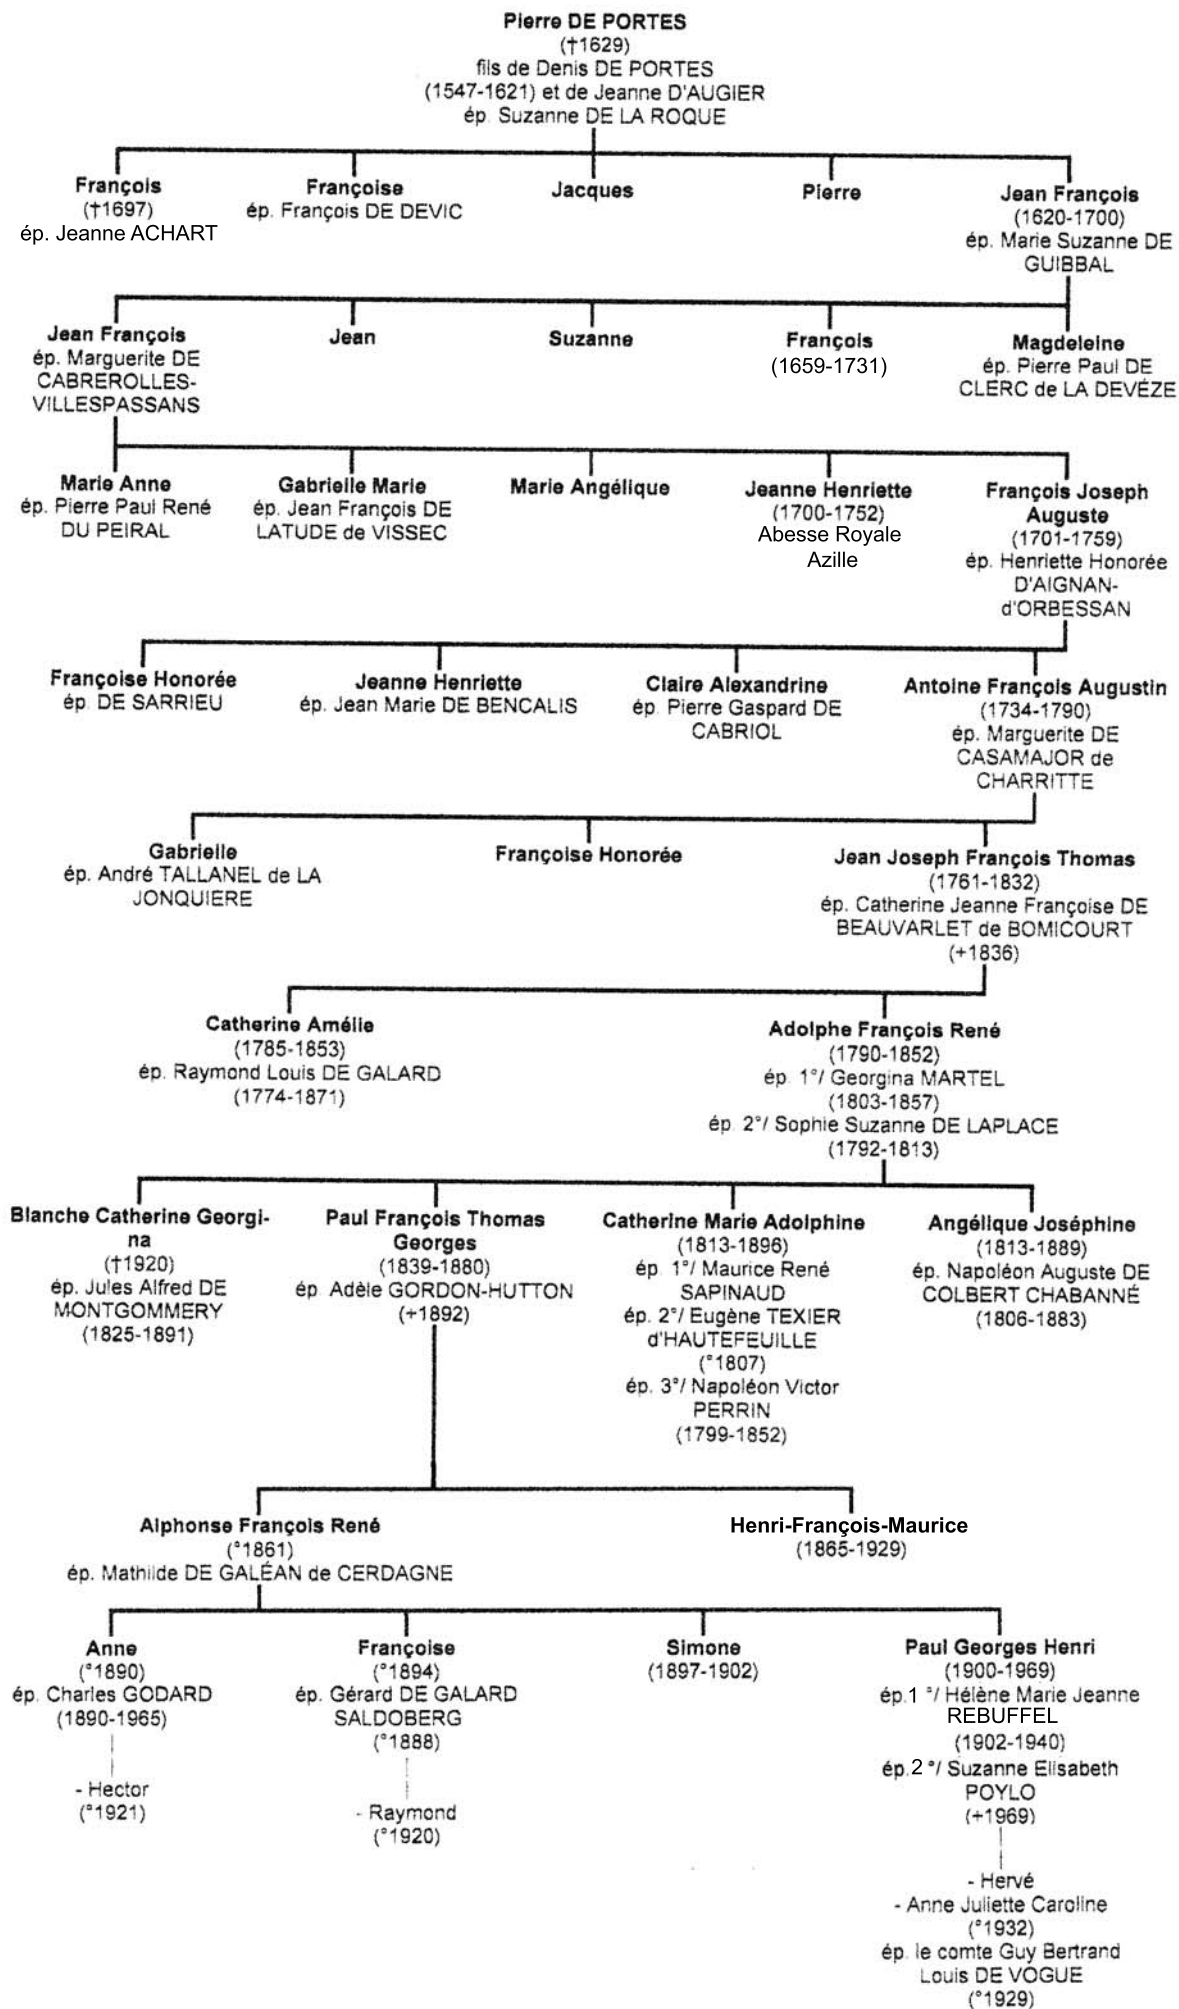 Pierre DE PORTES
(†1629)
fils de Denis DE PORTES
(1547-1621) et de Jeanne D'AUGIER
ép. Suzanne DE LA ROQUE
François
(†1697)
ép. Jeanne ACHART
Françoise
ép. François DE DEVIC
Jacques
Pierre
Jean François
(1620-1700)
ép. Marie Suzanne DE
GUIBBAL
Jean François
ép. Marguerite DE
CABREROLLES-
VILLESPASSANS
Jean
Suzanne
François
(1659-1731)
Magdeleine
ép. Pierre Paul DE
CLERC de LA DEVÉZE
Marie Anne
ép. Pierre Paul René
DU PEIRAL
Gabrielle Marie
ép. Jean François DE
LATUDE de VISSEC
Marie Angélique
Jeanne Henriette
(1700-1752)
Abesse Royale
Azille
François Joseph
Auguste
(1701-1759)
ép. Henriette Honorée
D'AIGNAN-
d'ORBESSAN
Françoise Honorée
ép. DE SARRIEU
Jeanne Henriette
ép. Jean Marie DE BENCALIS
Claire Alexandrine
ép. Pierre Gaspard DE
CABRIOL
Antoine François Augustin
(1734-1790)
ép. Marguerite DE
CASAMAJOR de
CHARRITTE
Gabrielle
ép. André TALLANEL de LA
JONQUIERE
Françoise Honorée
Jean Joseph François Thomas
(1761-1832)
ép. Catherine Jeanne Françoise DE
BEAUVARLET de BOMICOURT
(+1836)
Catherine Amélie
(1785-1853)
ép. Raymond Louis DE GALARD
(1774-1871)
Adolphe François René
(1790-1852)
ép. 1°/ Georgina MARTEL
(1803-1857)
ép. 2°/ Sophie Suzanne DE LAPLACE
(1792-1813)
Blanche Catherine Georgi-
na
(†1920)
ép. Jules Alfred DE
MONTGOMMERY
(1825-1891)
Paul François Thomas
Georges
(1839-1880)
ép. Adèle GORDON-HUTTON
(+1892)
Catherine Marie Adolphine
(1813-1896)
ép. 1°/ Maurice René
SAPINAUD
ép. 2°/ Eugène TEXIER
d'HAUTEFEUILLE
(°1807)
ép. 3°/ Napoléon Victor
PERRIN
(1799-1852)
Angélique Joséphine
(1813-1889)
ép. Napoléon Auguste DE
COLBERT CHABANNÉ
(1806-1883)
Alphonse François René
(°1861)
ép. Mathilde DE GALÉAN de CERDAGNE
Henri-François-Maurice
(1865-1929)
Anne
(°1890)
ép. Charles GODARD
(1890-1965)
- Hector
(°1921)
Françoise
(°1894)
ép. Gérard DE GALARD
SALDOBERG
(°1888)
- Raymond
(°1920)
Simone
(1897-1902)
Paul Georges Henri
(1900-1969)
ép.1 °/ Hélène Marie Jeanne
REBUFFEL
(1902-1940)
ép.2 °/ Suzanne Elisabeth
POYLO
(+1969)
- Hervé
- Anne Juliette Caroline
(°1932)
ép. le comte Guy Bertrand
Louis DE VOGUE
(°1929)